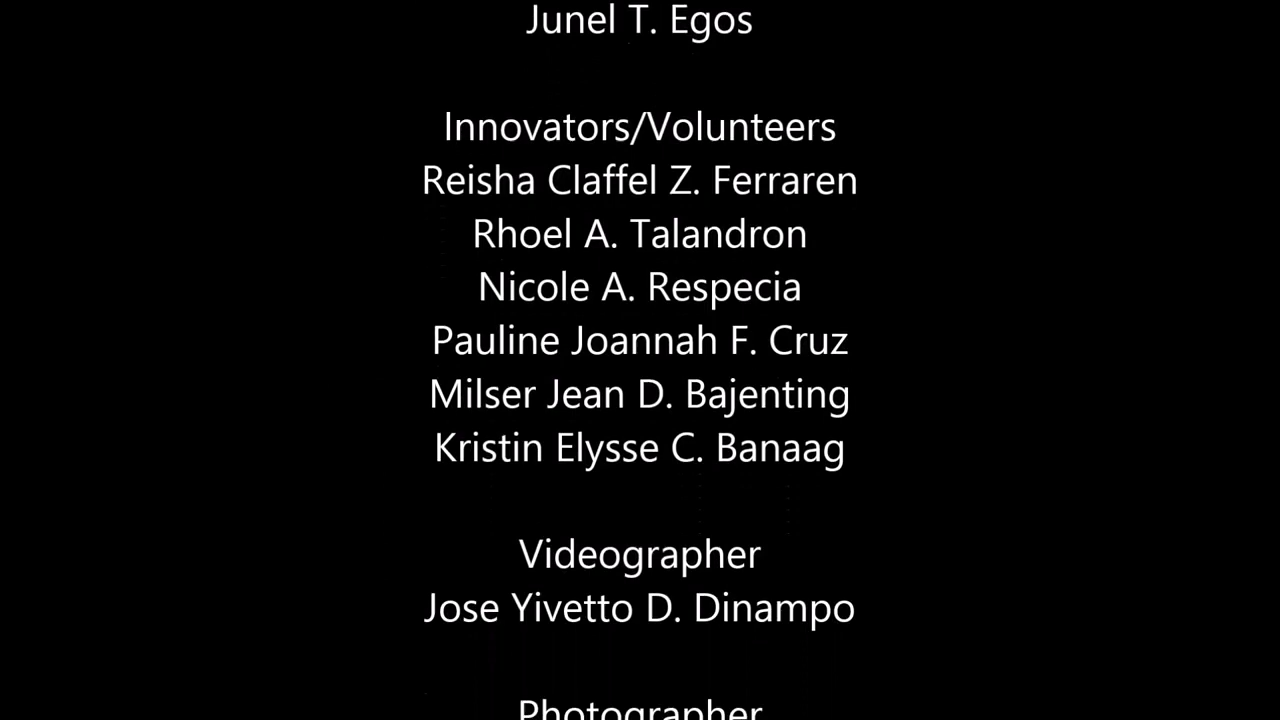 Junel T. Egos
Innovators/Volunteers
Reisha Claffel Z. Ferraren
Rhoel A. Talandron
Nicole A. Respecia
Pauline Joannah F. Cruz
Milser Jean D. Bajenting
Kristin Elysse C. Banaag
Videographer
Jose Yivetto D. Dinampo
Photographer